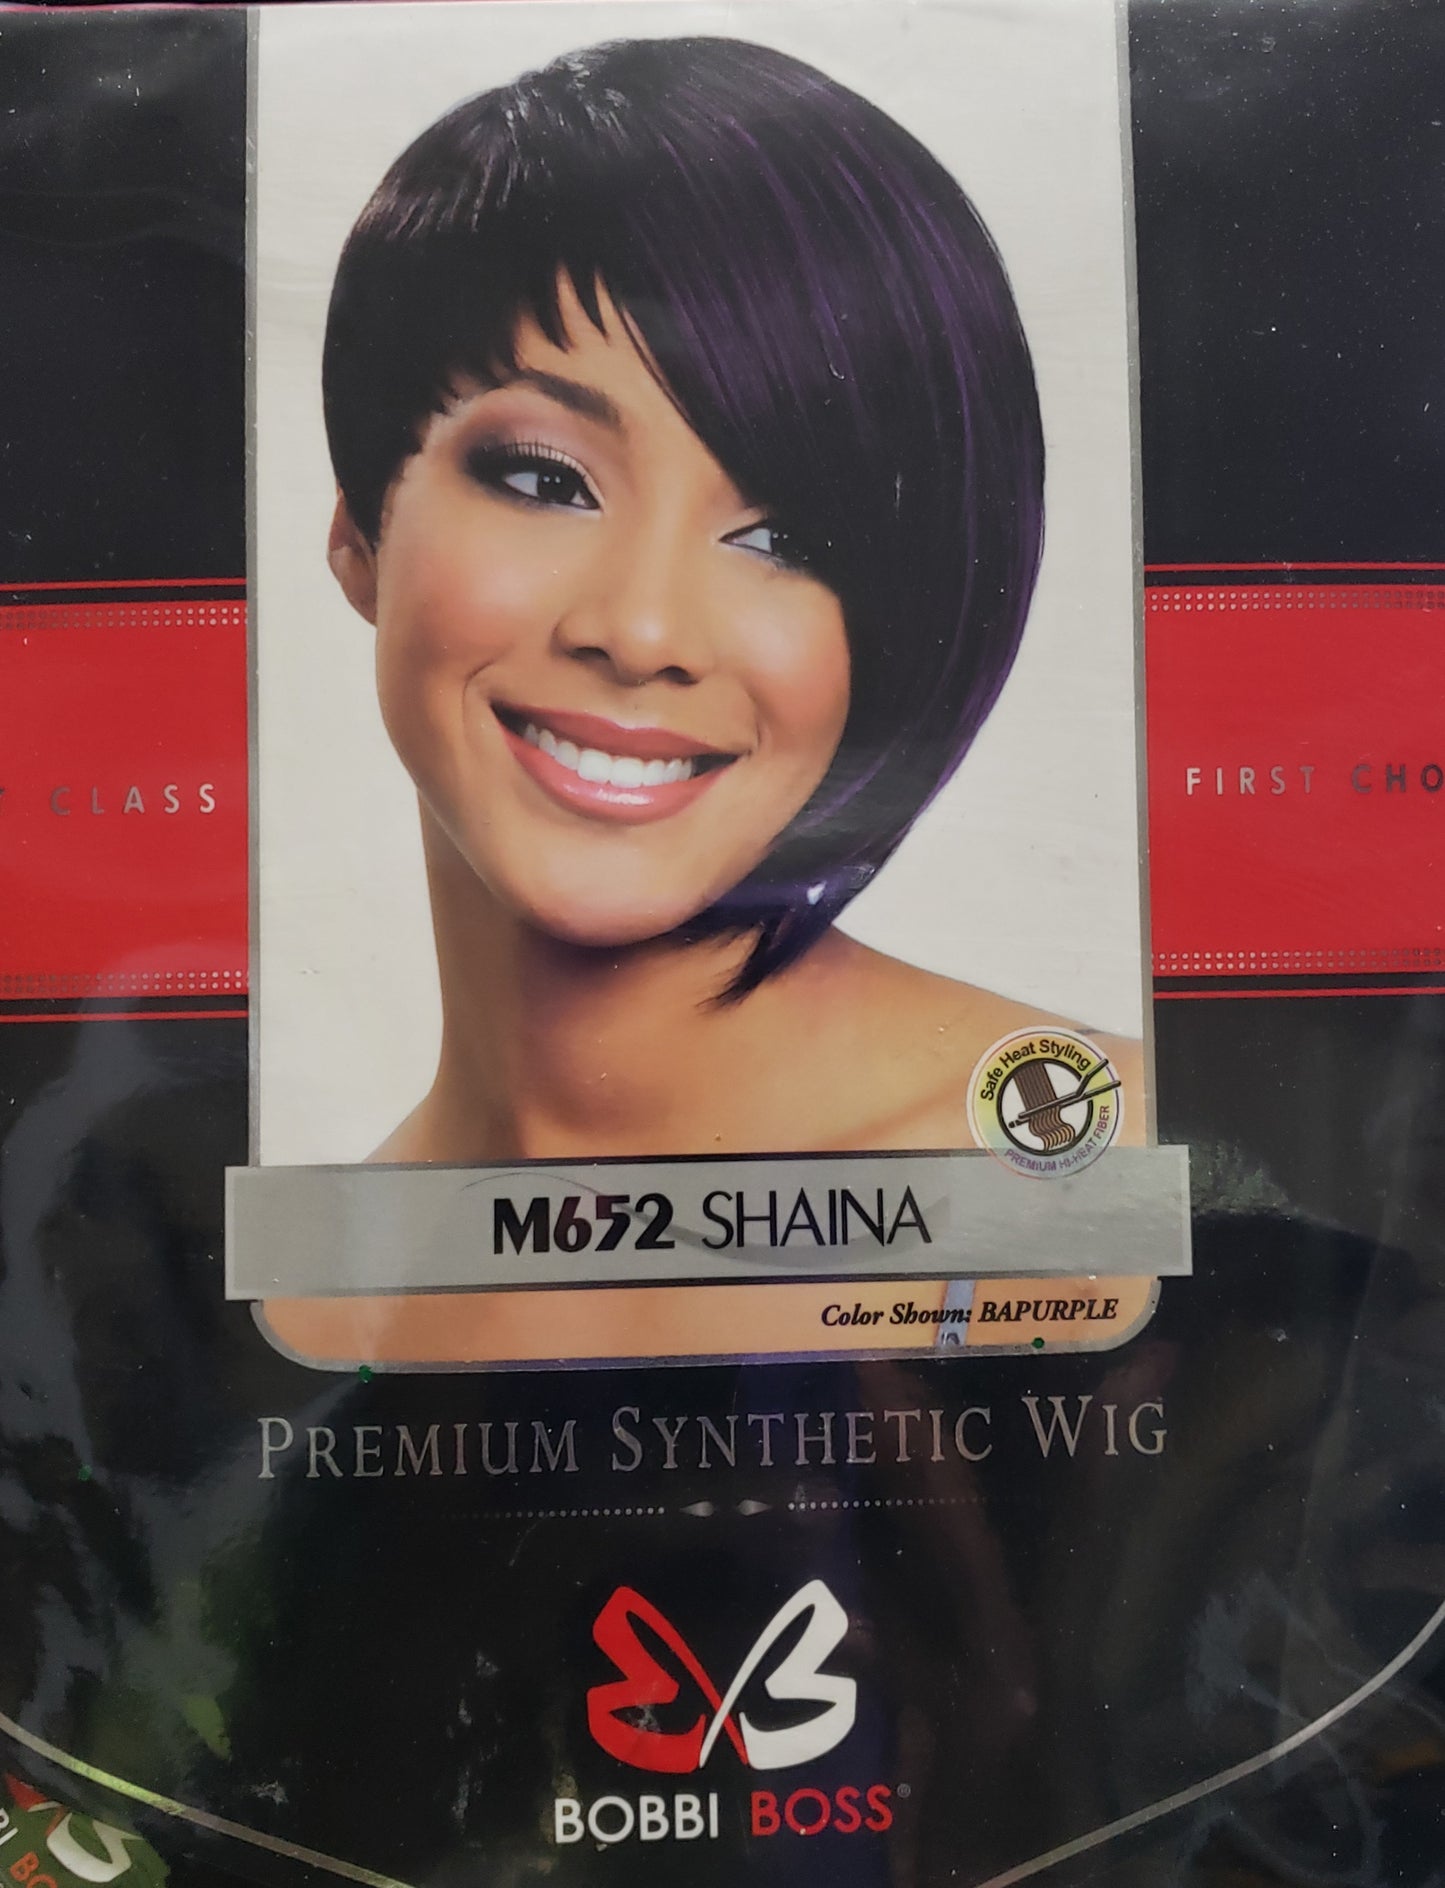 CLASS
FIRST CHO
Safe Heat Styling
PREMIUM HI-HEAT FIBER
M652 SHAINA
Color Shown: BAPURPLE
PREMIUM SYNTHETIC WIG
BOBBI BOSS®